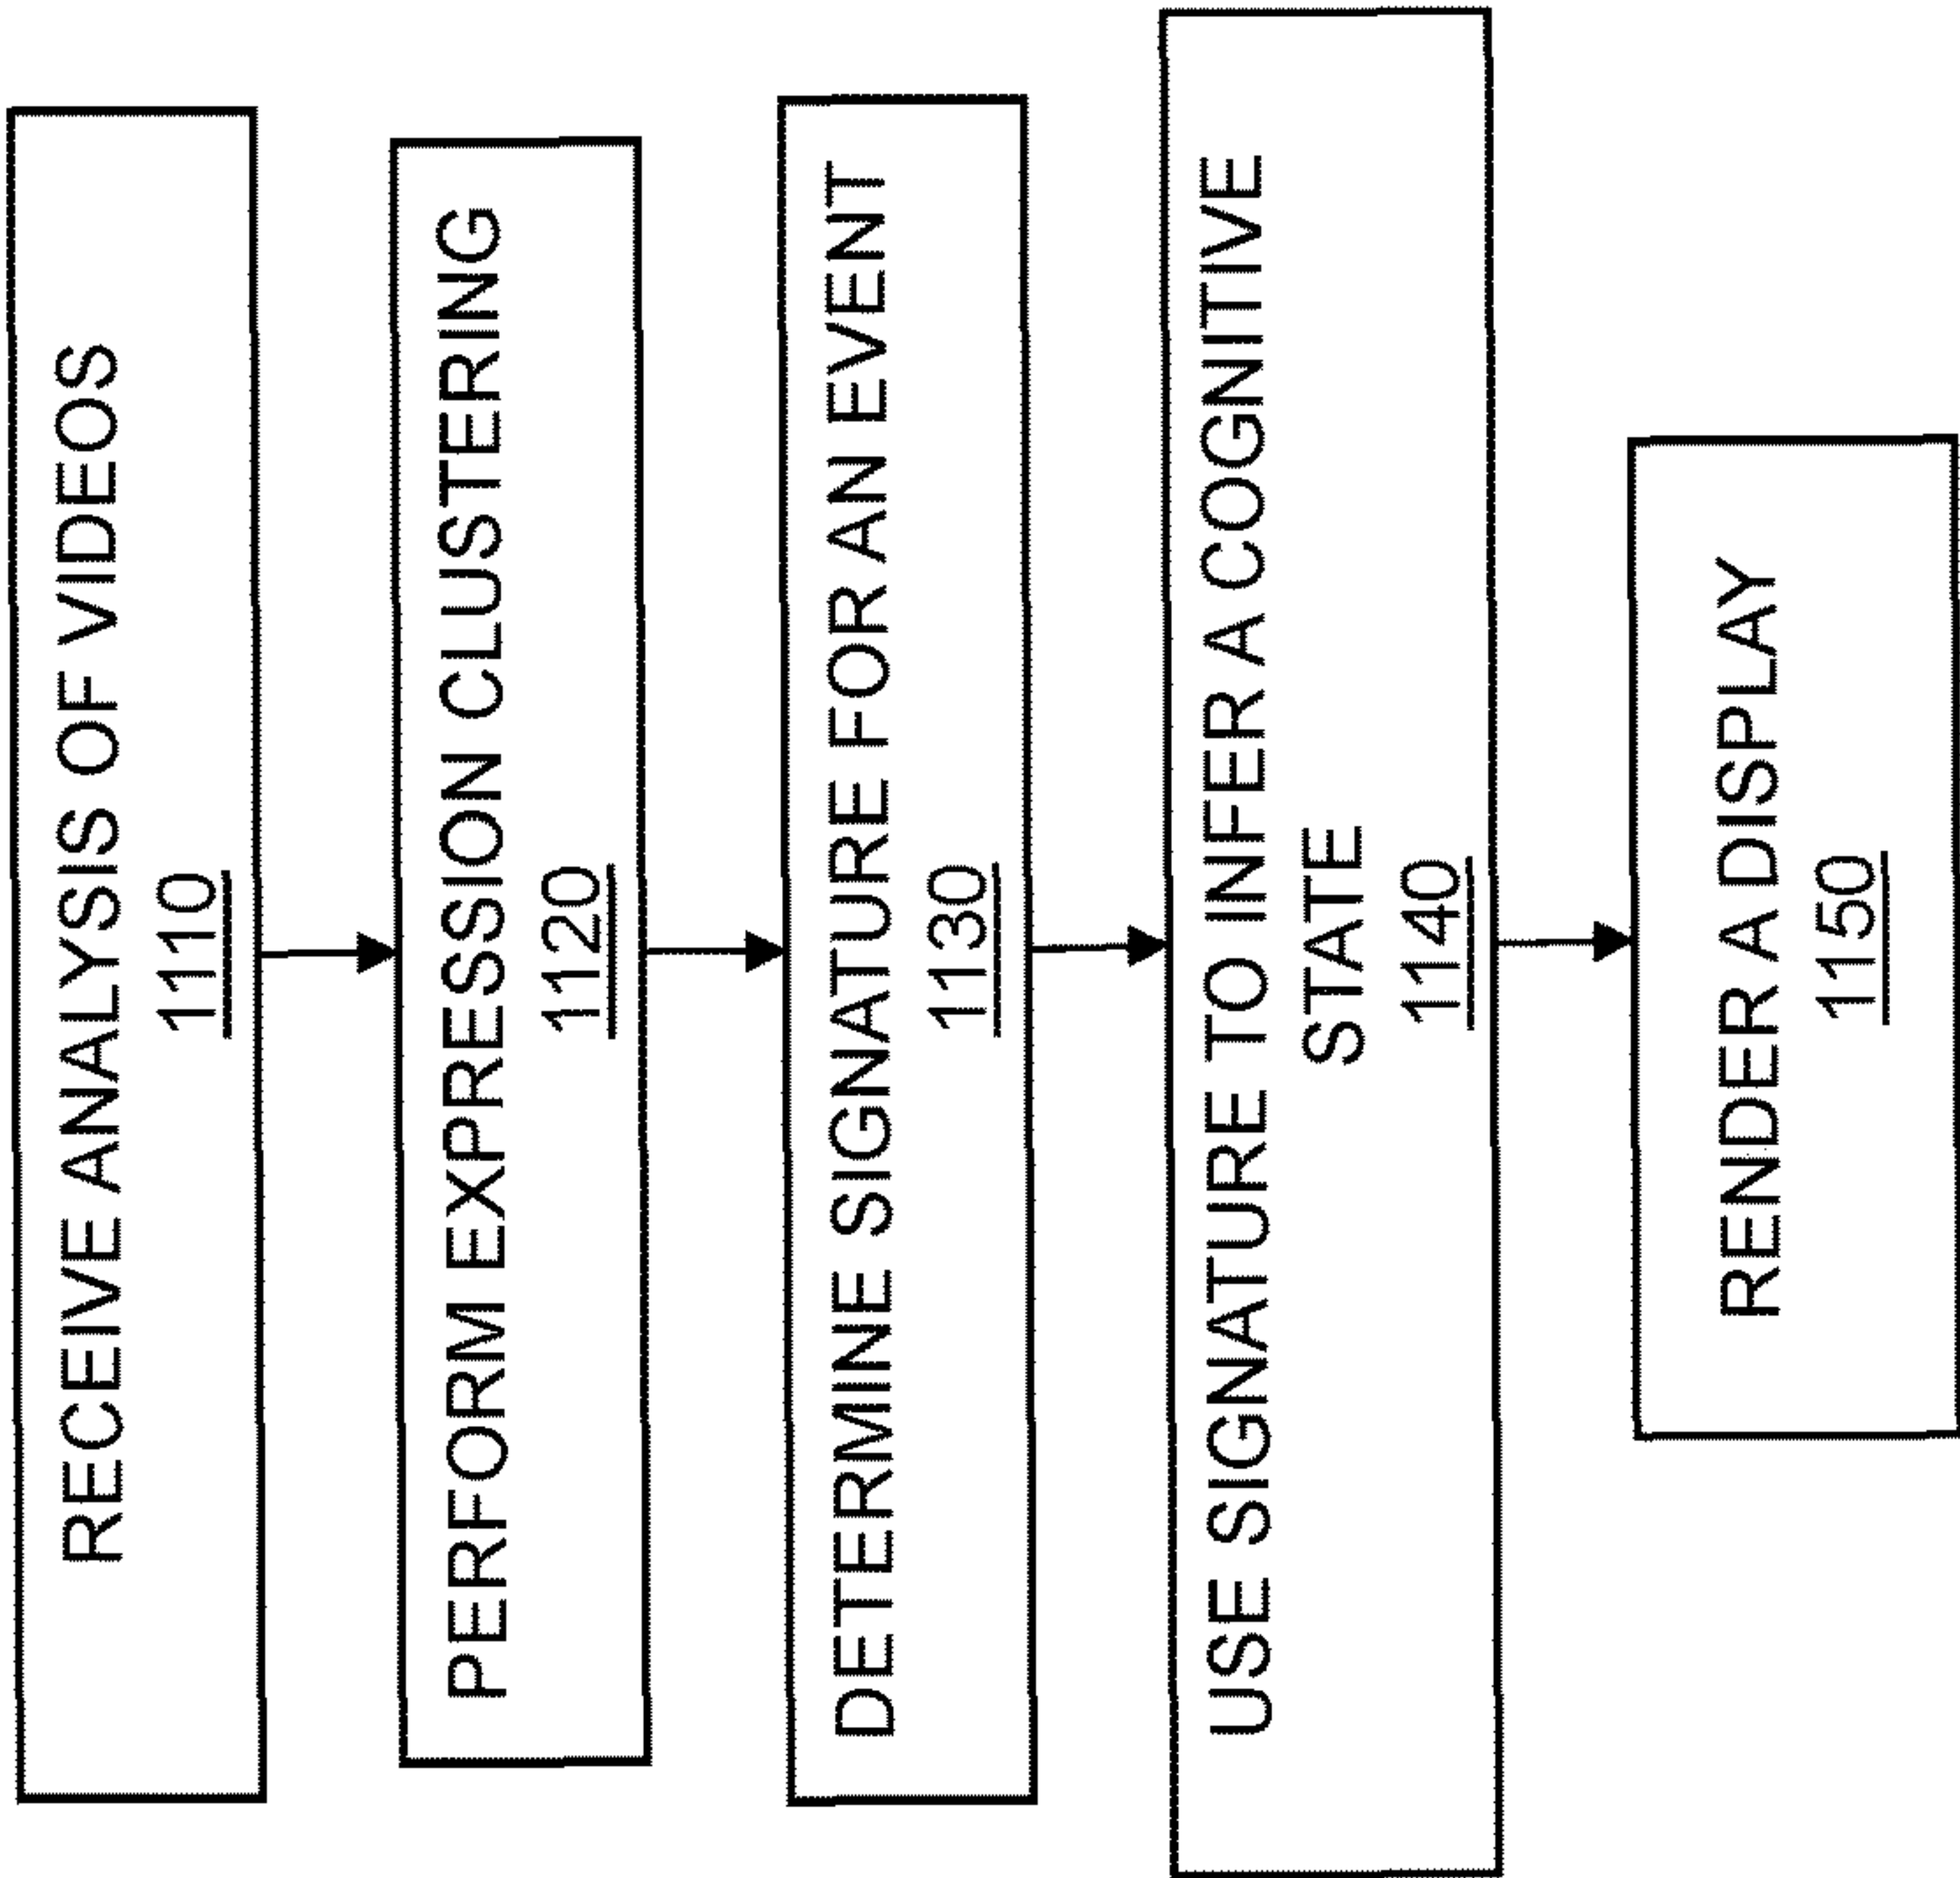 RECEIVE ANALYSIS OF VIDEOS
1110
PERFORM EXPRESSION CLUSTERING
1120
DETERMINE SIGNATURE FOR AN EVENT
1130
USE SIGNATURE TO INFER A COGNITIVE
STATE
1140
RENDER A DISPLAY
1150